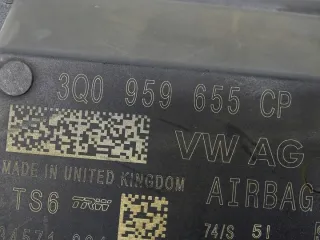 3Q0 959 655 CP
VW AG
MADE IN UNITED KINGDOM
TS6 TRW AIRBAG
74/S 51